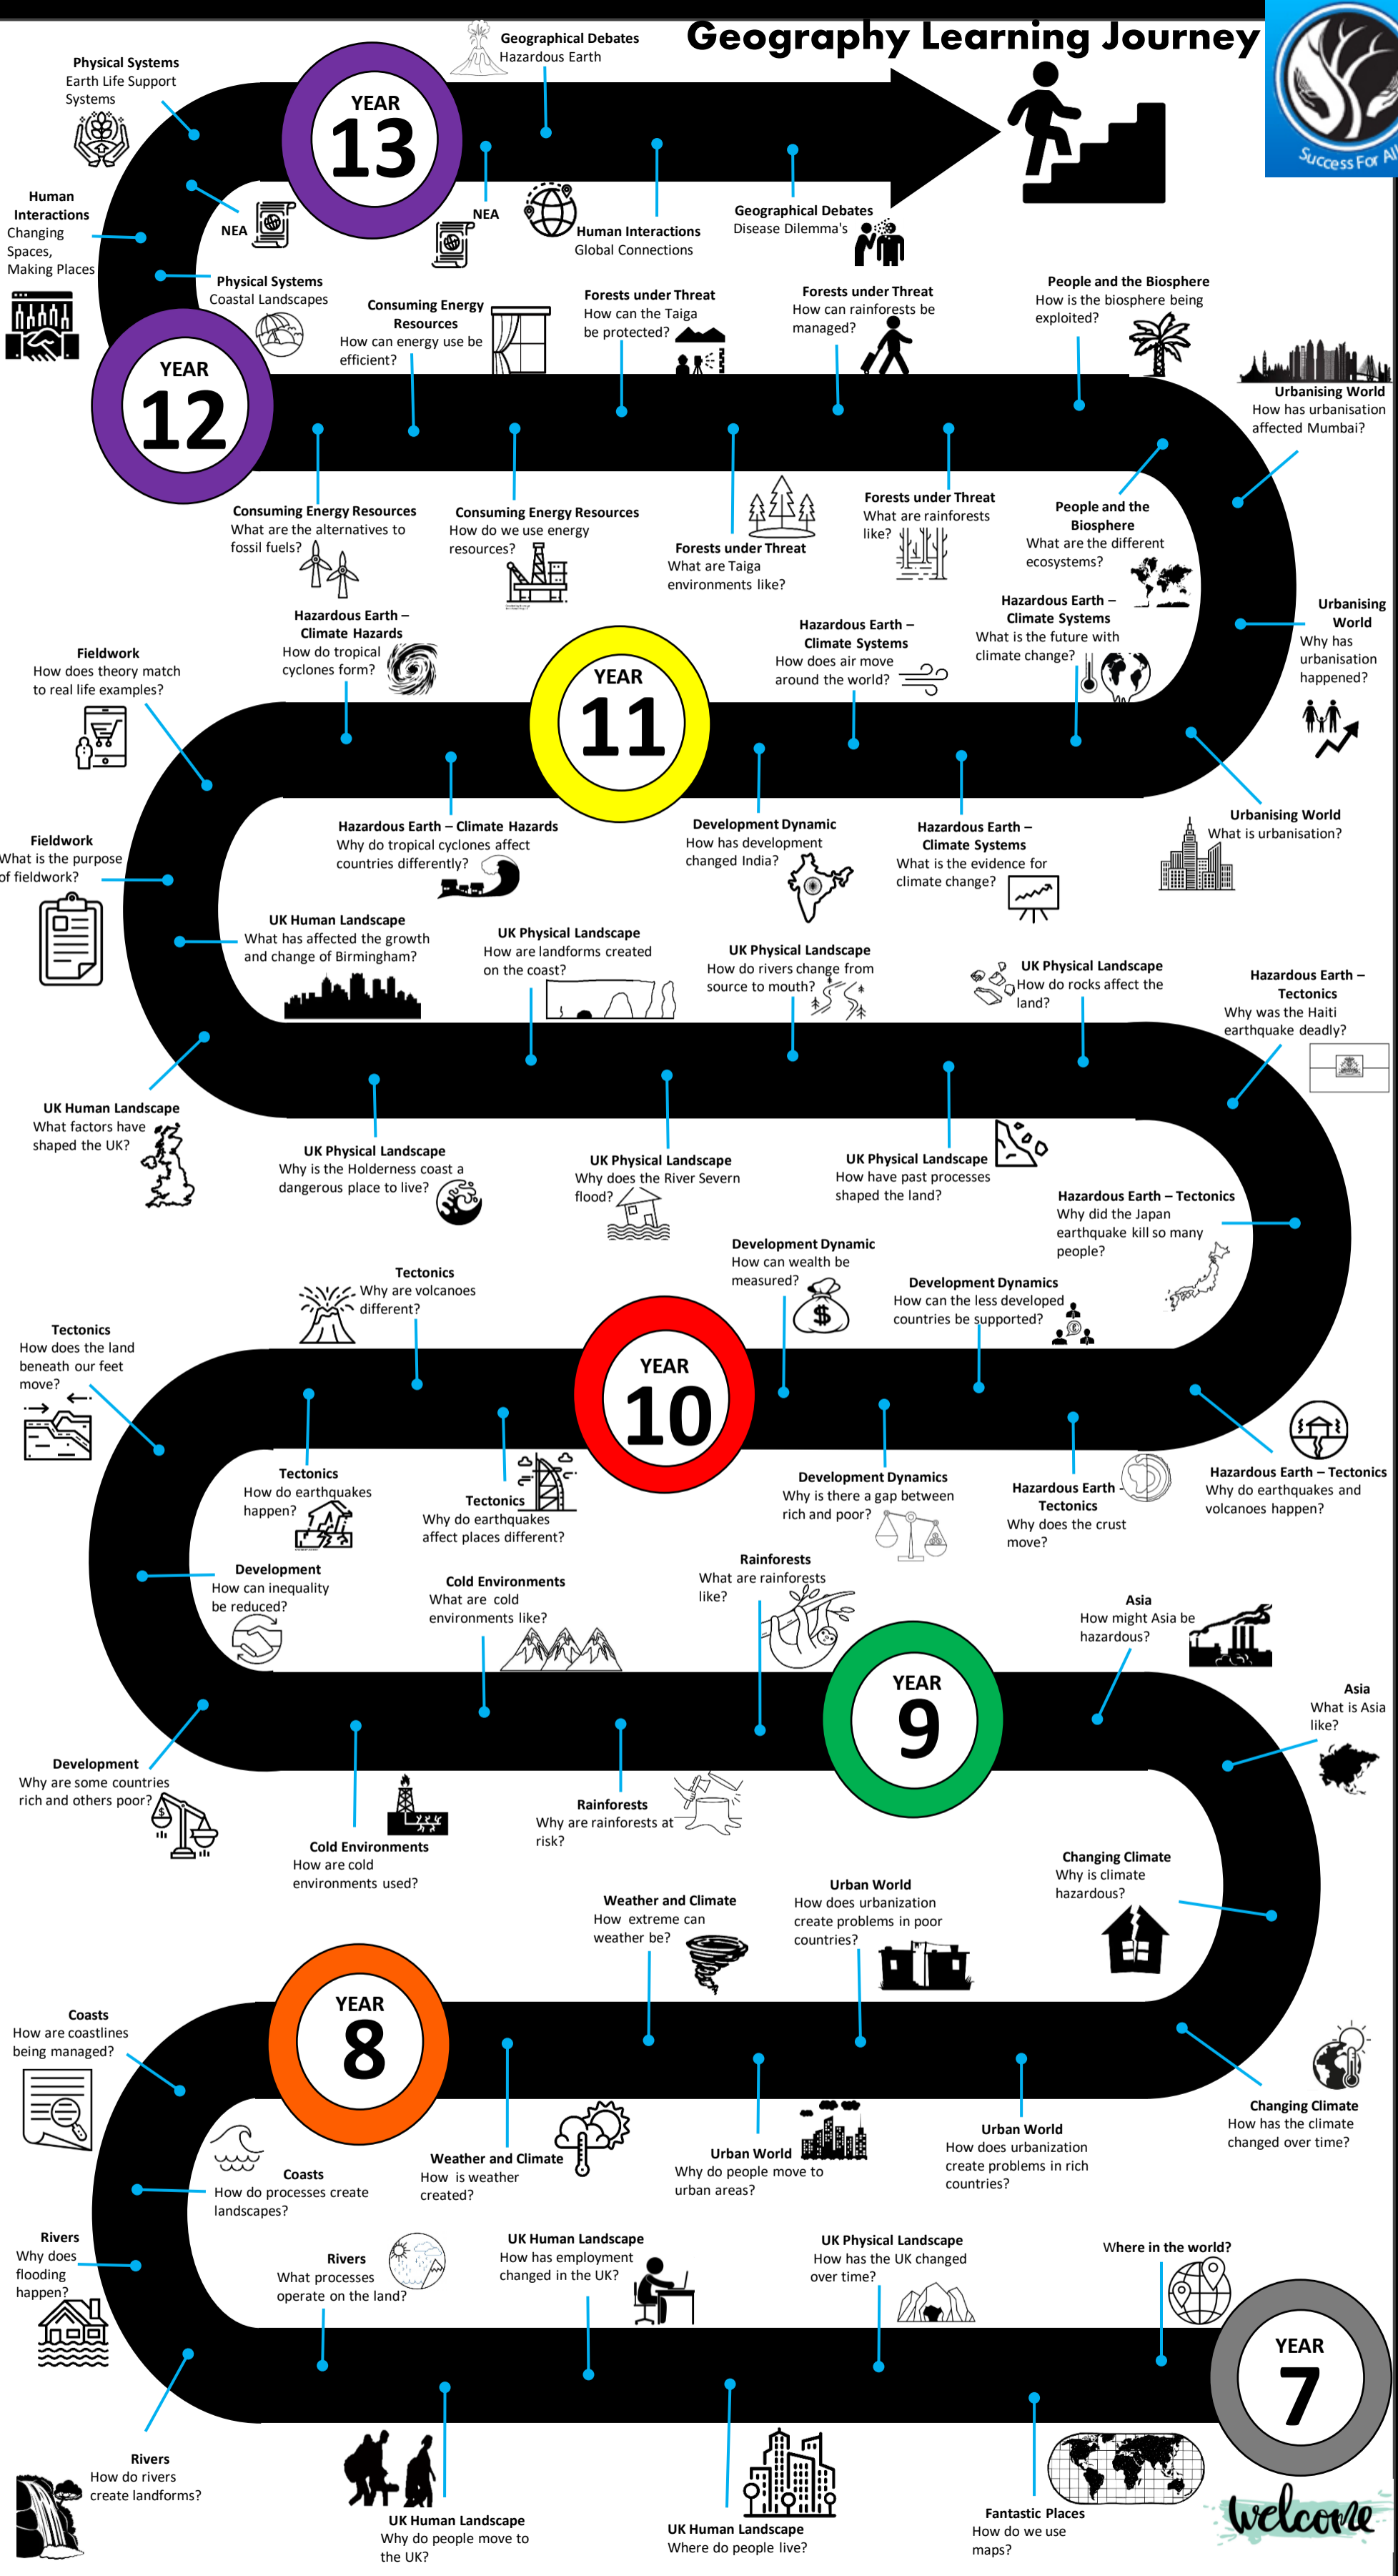 Geography Learning Journey
Success For All
Geographical Debates
Hazardous Earth
Physical Systems
Earth Life Support
Systems
YEAR
13
Human
Interactions
Changing
Spaces,
Making Places
NEA
NEA
Human Interactions
Global Connections
Geographical Debates
Disease Dilemma's
Physical Systems
Coastal Landscapes
Consuming Energy
Resources
How can energy use be
efficient?
Forests under Threat
How can the Taiga
be protected?
Forests under Threat
How can rainforests be
managed?
People and the Biosphere
How is the biosphere being
exploited?
YEAR
12
Urbanising World
How has urbanisation
affected Mumbai?
Consuming Energy Resources
What are the alternatives to
fossil fuels?
Consuming Energy Resources
How do we use energy
resources?
Forests under Threat
What are Taiga
environments like?
Forests under Threat
What are rainforests
like?
People and the
Biosphere
What are the different
ecosystems?
Urbanising
World
Why has
urbanisation
happened?
Fieldwork
How does theory match
to real life examples?
Hazardous Earth –
Climate Hazards
How do tropical
cyclones form?
YEAR
11
Hazardous Earth –
Climate Systems
How does air move
around the world?
Hazardous Earth –
Climate Systems
What is the future with
climate change?
Fieldwork
What is the purpose
of fieldwork?
Hazardous Earth – Climate Hazards
Why do tropical cyclones affect
countries differently?
Development Dynamic
How has development
changed India?
Hazardous Earth –
Climate Systems
What is the evidence for
climate change?
Urbanising World
What is urbanisation?
UK Human Landscape
What has affected the growth
and change of Birmingham?
UK Physical Landscape
How are landforms created
on the coast?
UK Physical Landscape
How do rivers change from
source to mouth?
UK Physical Landscape
How do rocks affect the
land?
Hazardous Earth –
Tectonics
Why was the Haiti
earthquake deadly?
UK Human Landscape
What factors have
shaped the UK?
UK Physical Landscape
Why is the Holderness coast a
dangerous place to live?
UK Physical Landscape
Why does the River Severn
flood?
UK Physical Landscape
How have past processes
shaped the land?
Hazardous Earth – Tectonics
Why did the Japan
earthquake kill so many
people?
Tectonics
How does the land
beneath our feet
move?
Tectonics
Why are volcanoes
different?
YEAR
10
Development Dynamic
How can wealth be
measured?
$
Development Dynamics
How can the less developed
countries be supported?
Tectonics
How do earthquakes
happen?
Tectonics
Why do earthquakes
affect places different?
Development Dynamics
Why is there a gap between
rich and poor?
Hazardous Earth -
Tectonics
Why does the crust
move?
Hazardous Earth – Tectonics
Why do earthquakes and
volcanoes happen?
Development
How can inequality
be reduced?
Cold Environments
What are cold
environments like?
Rainforests
What are rainforests
like?
YEAR
9
Asia
How might Asia be
hazardous?
Asia
What is Asia
like?
Development
Why are some countries
rich and others poor?
$
Cold Environments
How are cold
environments used?
Rainforests
Why are rainforests at
risk?
Changing Climate
Why is climate
hazardous?
Weather and Climate
How extreme can
weather be?
Urban World
How does urbanization
create problems in poor
countries?
YEAR
8
Coasts
How are coastlines
being managed?
Coasts
How do processes create
landscapes?
Weather and Climate
How is weather
created?
Urban World
Why do people move to
urban areas?
Urban World
How does urbanization
create problems in rich
countries?
Changing Climate
How has the climate
changed over time?
Rivers
Why does
flooding
happen?
Rivers
What processes
operate on the land?
UK Human Landscape
How has employment
changed in the UK?
UK Physical Landscape
How has the UK changed
over time?
Where in the world?
YEAR
7
Rivers
How do rivers
create landforms?
UK Human Landscape
Why do people move to
the UK?
UK Human Landscape
Where do people live?
Fantastic Places
How do we use
maps?
welcome